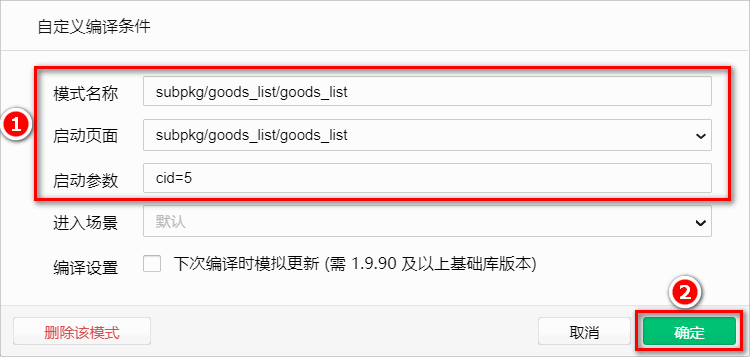 自定义编译条件
模式名称 subpkg/goods_list/goods_list
1
启动页面 subpkg/goods_list/goods_list
启动参数 cid=5
进入场景 默认
编译设置 下次编译时模拟更新 (需 1.9.90 及以上基础库版本)
2
删除该模式 取消 确定